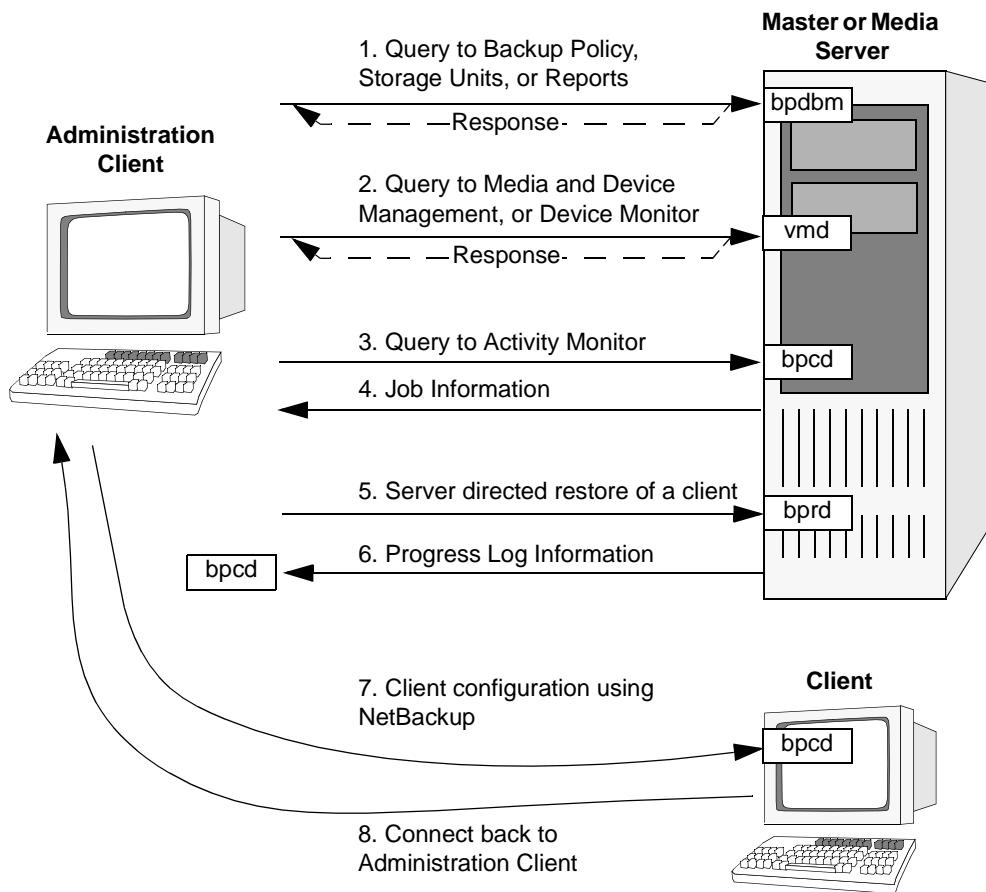 Master or Media
Server
1. Query to Backup Policy,
Storage Units, or Reports
bpdbm
Response
Administration
Client
2. Query to Media and Device
Management, or Device Monitor
vmd
Response
3. Query to Activity Monitor
bpcd
4. Job Information
5. Server directed restore of a client
bprd
6. Progress Log Information
bpcd
7. Client configuration using
NetBackup
Client
bpcd
8. Connect back to
Administration Client